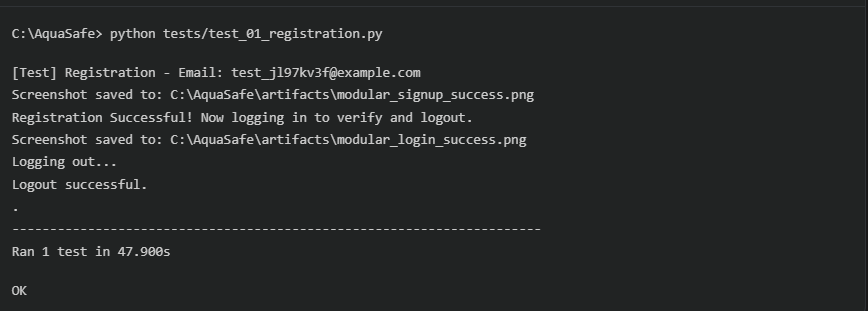 C:\AquaSafe> python tests/test_01_registration.py
[Test] Registration - Email: test_jl97kv3f@example.com
Screenshot saved to: C:\AquaSafe\artifacts\modular_signup_success.png
Registration Successful! Now logging in to verify and logout.
Screenshot saved to: C:\AquaSafe\artifacts\modular_login_success.png
Logging out...
Logout successful.
.
----------------------------------------------------------------------
Ran 1 test in 47.900s
OK